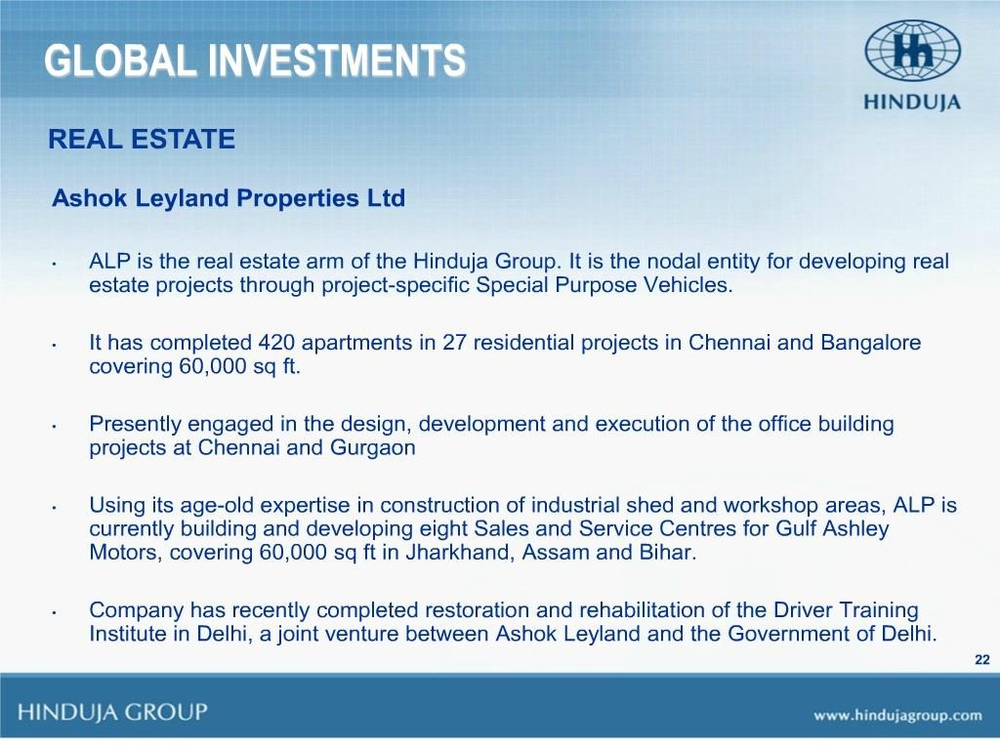 GLOBAL INVESTMENTS
Hn
HINDUJA
REAL ESTATE
Ashok Leyland Properties Ltd
• ALP is the real estate arm of the Hinduja Group. It is the nodal entity for developing real
estate projects through project-specific Special Purpose Vehicles.
• It has completed 420 apartments in 27 residential projects in Chennai and Bangalore
covering 60,000 sq ft.
• Presently engaged in the design, development and execution of the office building
projects at Chennai and Gurgaon
• Using its age-old expertise in construction of industrial shed and workshop areas, ALP is
currently building and developing eight Sales and Service Centres for Gulf Ashley
Motors, covering 60,000 sq ft in Jharkhand, Assam and Bihar.
• Company has recently completed restoration and rehabilitation of the Driver Training
Institute in Delhi, a joint venture between Ashok Leyland and the Government of Delhi.
22
HINDUJA GROUP
www.hindujagroup.com